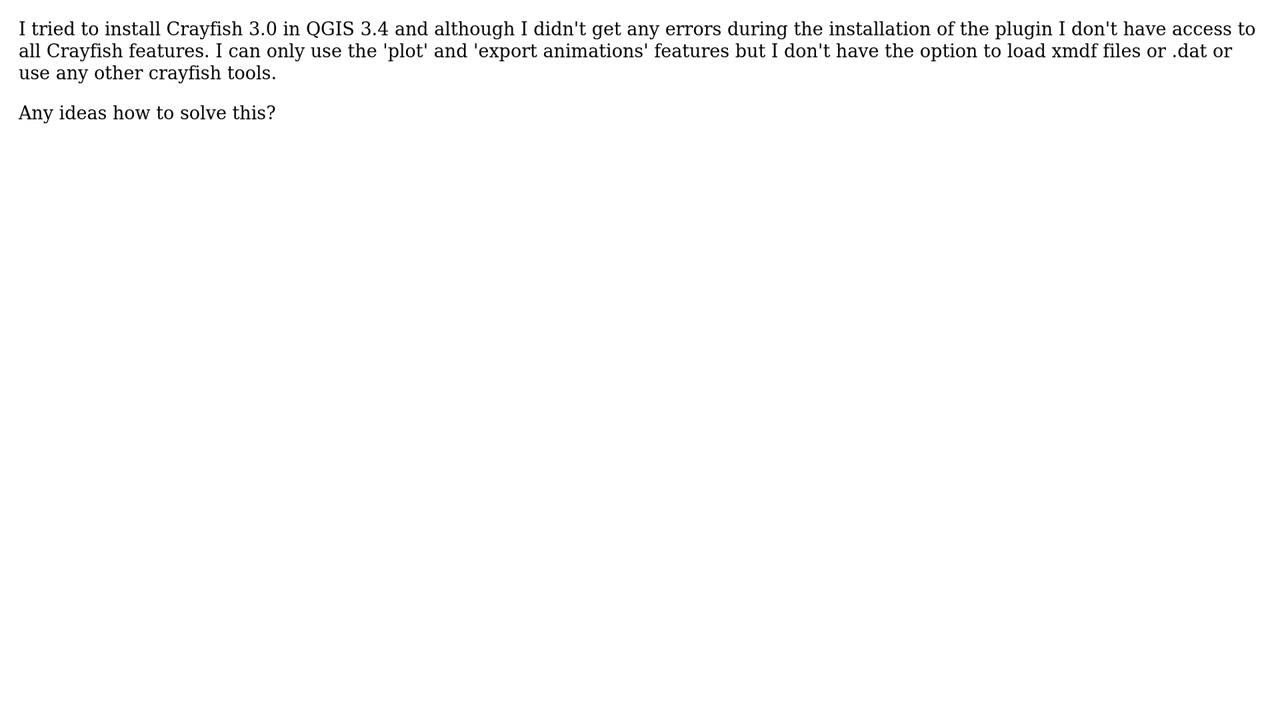 I tried to install Crayfish 3.0 in QGIS 3.4 and although I didn't get any errors during the installation of the plugin I don't have access to
all Crayfish features. I can only use the 'plot' and 'export animations' features but I don't have the option to load xmdf files or .dat or
use any other crayfish tools.
Any ideas how to solve this?